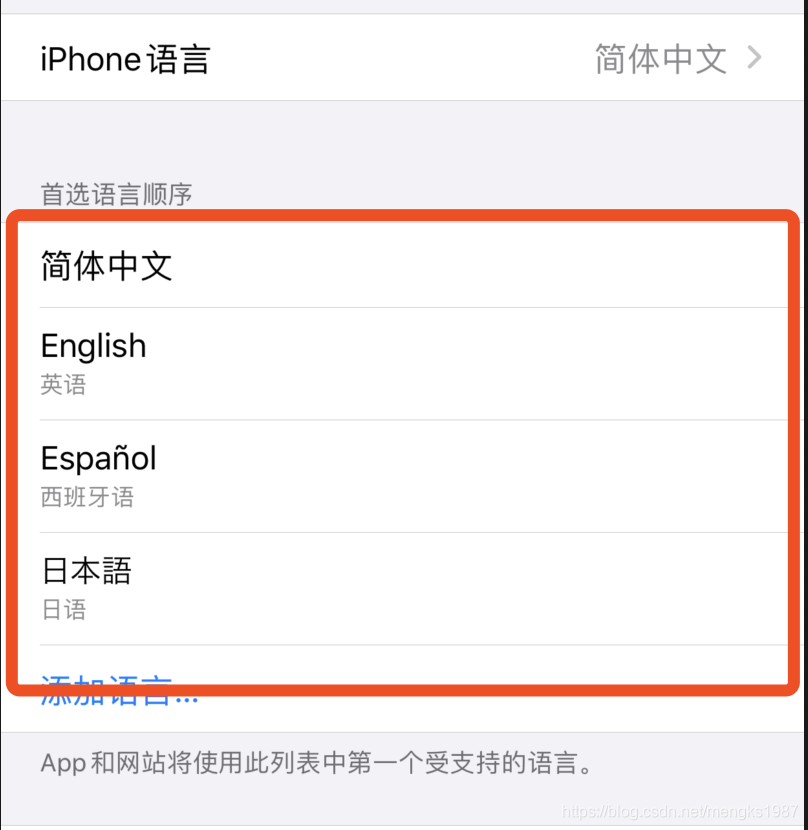 iPhone语言
简体中文
首选语言顺序
简体中文
English
英语
Español
西班牙语
日本語
日语
添加语言...
App和网站将使用此列表中第一个受支持的语言。
https://blog.csdn.net/mengks1987